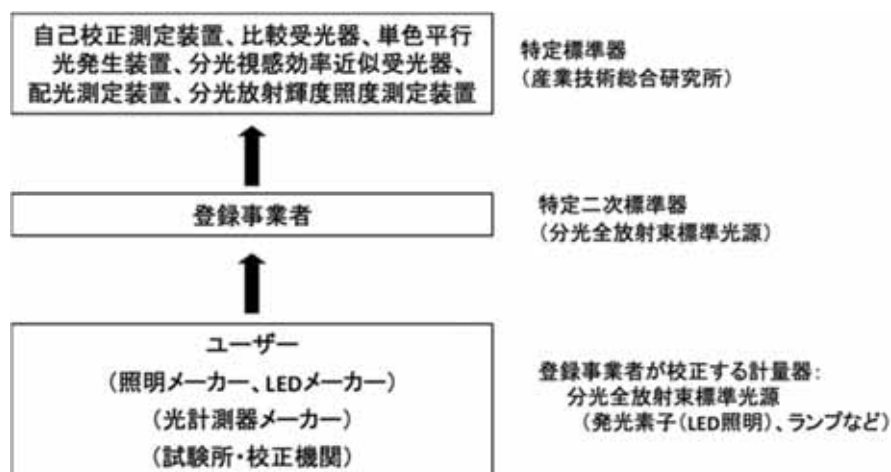 自己校正測定装置、比較受光器、単色平行
光発生装置、分光視感効率近似受光器、
配光測定装置、分光放射輝度照度測定装置
特定標準器
（産業技術総合研究所）
登録事業者
特定二次標準器
（分光全放射束標準光源）
ユーザー
（照明メーカー、LEDメーカー）
（光計測器メーカー）
（試験所・校正機関）
登録事業者が校正する計量器：
分光全放射束標準光源
（発光素子（LED照明）、ランプなど）